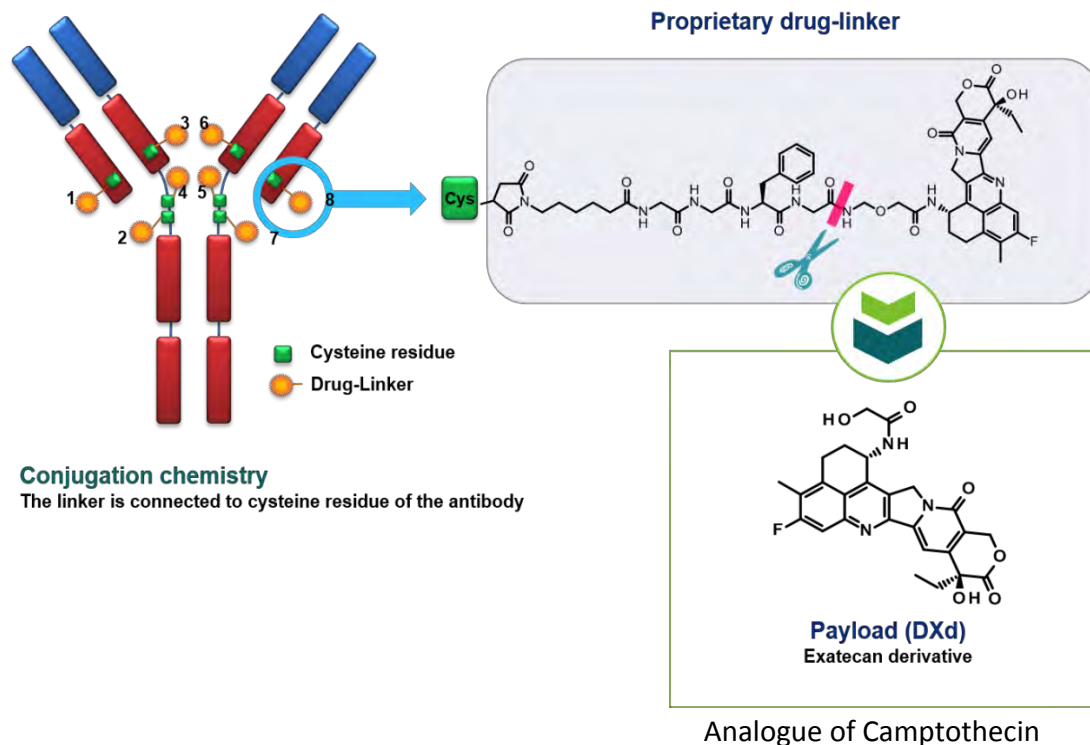 Proprietary drug-linker
1
2
3
4
5
6
7
8
Cys
O
O
N
O
N
H
O
H
N
O
N
H
O
H
N
O
N
H
O
O
H
N
O
N
O
O
OH
N
F
Cysteine residue
Drug-Linker
Conjugation chemistry
The linker is connected to cysteine residue of the antibody
HO
O
NH
N
O
F
N
O
OH
O
Payload (DXd)
Exatecan derivative
Analogue of Camptothecin